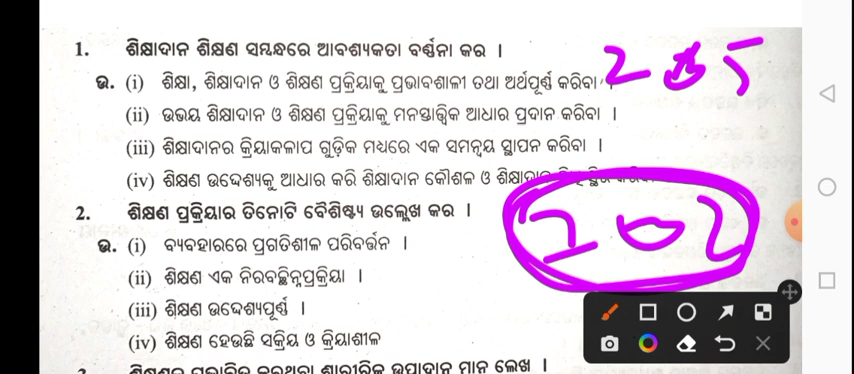 1. ଶିକ୍ଷାଦାନ ଶିକ୍ଷଣ ସମ୍ବନ୍ଧରେ ଆବଶ୍ୟକତା ବର୍ଣ୍ଣନା କର ।
ଉ. (i) ଶିକ୍ଷା, ଶିକ୍ଷାଦାନ ଓ ଶିକ୍ଷଣ ପ୍ରକ୍ରିୟାକୁ ପ୍ରଭାବଶାଳୀ ତଥା ଅର୍ଥପୂର୍ଣ୍ଣ କରିବା ।
(ii) ଉଭୟ ଶିକ୍ଷାଦାନ ଓ ଶିକ୍ଷଣ ପ୍ରକ୍ରିୟାକୁ ମନସ୍ତାତ୍ତ୍ୱିକ ଆଧାର ପ୍ରଦାନ କରିବା ।
(iii) ଶିକ୍ଷାଦାନର କ୍ରିୟାକଳାପ ଗୁଡ଼ିକ ମଧ୍ୟରେ ଏକ ସମନ୍ୱୟ ସ୍ଥାପନ କରିବା ।
(iv) ଶିକ୍ଷଣ ଉଦ୍ଦେଶ୍ୟକୁ ଆଧାର କରି ଶିକ୍ଷାଦାନ କୌଶଳ ଓ ଶିକ୍ଷାଦାନ
2. ଶିକ୍ଷଣ ପ୍ରକ୍ରିୟାର ତିନୋଟି ବୈଶିଷ୍ଟ୍ୟ ଉଲ୍ଲେଖ କର ।
ଉ. (i) ବ୍ୟବହାରରେ ପ୍ରଗତିଶୀଳ ପରିବର୍ତ୍ତନ ।
(ii) ଶିକ୍ଷଣ ଏକ ନିରବଚ୍ଛିନ୍ନପ୍ରକ୍ରିୟା ।
(iii) ଶିକ୍ଷଣ ଉଦ୍ଦେଶ୍ୟପୂର୍ଣ୍ଣ ।
(iv) ଶିକ୍ଷଣ ହେଉଛି ସକ୍ରିୟ ଓ କ୍ରିୟାଶୀଳ